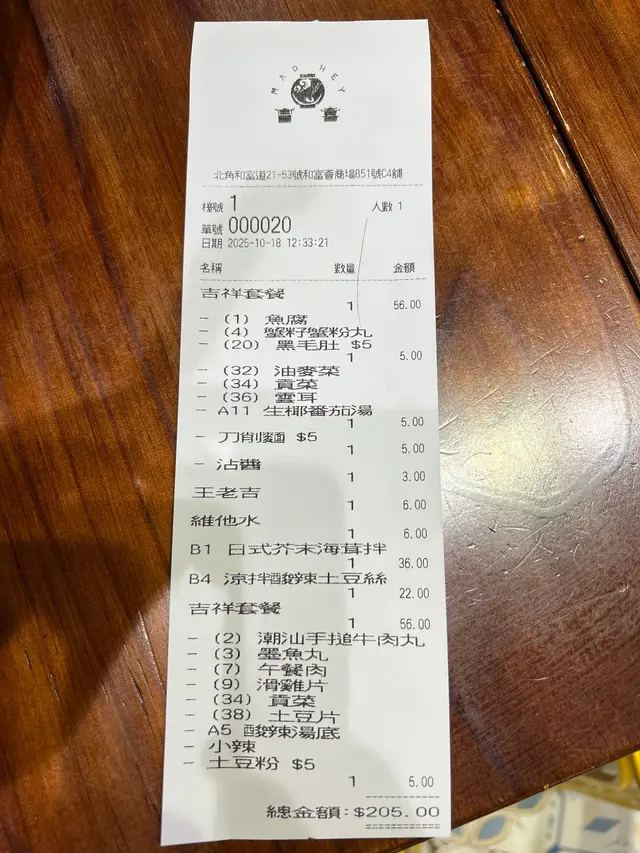 MAO HEY
北角和富道21-53號和富薈商場B51號C4舖
檯號 1 人數 1
單號 000020
日期 2025-10-18 12:33:21
名稱 數量 金額
吉祥套餐
1 56.00
- (1) 魚腐
- (4) 蟹籽蟹粉丸
- (20) 黑毛肚 $5
1 5.00
- (32) 油麥菜
- (34) 貢菜
- (36) 雲耳
- A11 生椰番茄湯
1 5.00
- 刀削麵 $5
1 5.00
- 沾醬
1 3.00
王老吉
1 6.00
維他水
1 6.00
B1 日式芥末海茸拌
1 36.00
B4 涼拌酸辣土豆絲
1 22.00
吉祥套餐
1 56.00
- (2) 潮汕手搥牛肉丸
- (3) 墨魚丸
- (7) 午餐肉
- (9) 滑雞片
- (34) 貢菜
- (38) 土豆片
- A5 酸辣湯底
- 小辣
- 土豆粉 $5
1 5.00
總金額:$205.00